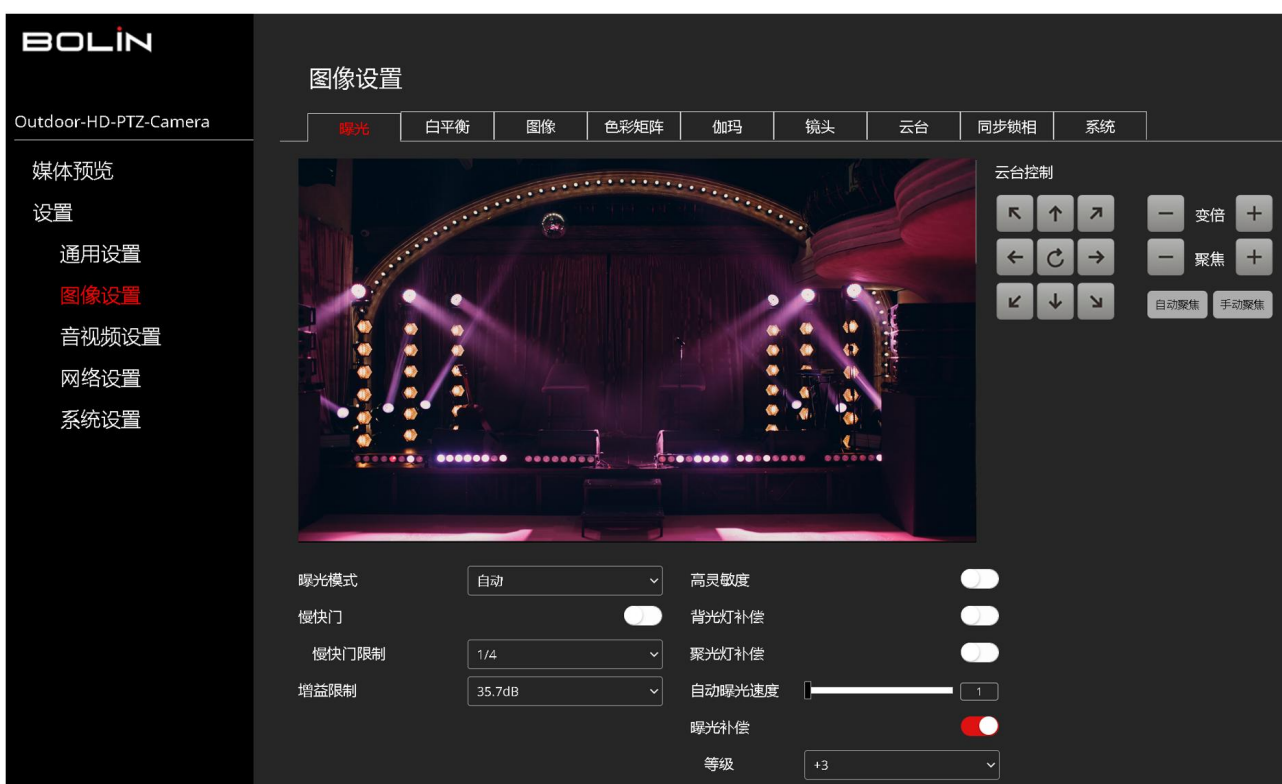 BOLIN
Outdoor-HD-PTZ-Camera
媒体预览
设置
通用设置
图像设置
音视频设置
网络设置
系统设置
图像设置
曝光 白平衡 图像 色彩矩阵 伽玛 镜头 云台 同步锁相 系统
云台控制
变倍
聚焦
自动聚焦 手动聚焦
曝光模式 自动
慢快门
慢快门限制 1/4
增益限制 35.7dB
高灵敏度
背光灯补偿
聚光灯补偿
自动曝光速度 1
曝光补偿
等级 +3